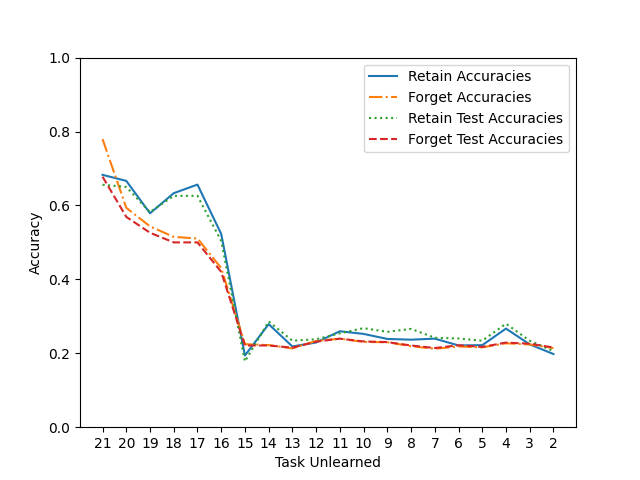 1.0
0.8
0.6
0.4
0.2
0.0
Accuracy
Retain Accuracies
Forget Accuracies
Retain Test Accuracies
Forget Test Accuracies
21 20 19 18 17 16 15 14 13 12 11 10 9 8 7 6 5 4 3 2
Task Unlearned